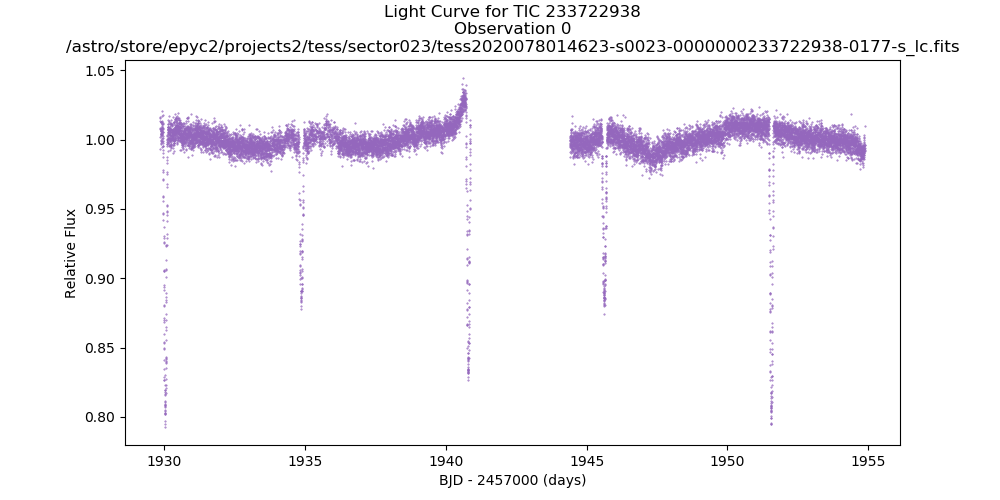 Light Curve for TIC 233722938
Observation 0
/astro/store/epyc2/projects2/tess/sector023/tess2020078014623-s0023-0000000233722938-0177-s_lc.fits
1.05
1.00
0.95
0.90
0.85
0.80
Relative Flux
1930 1935 1940 1945 1950 1955
BJD - 2457000 (days)